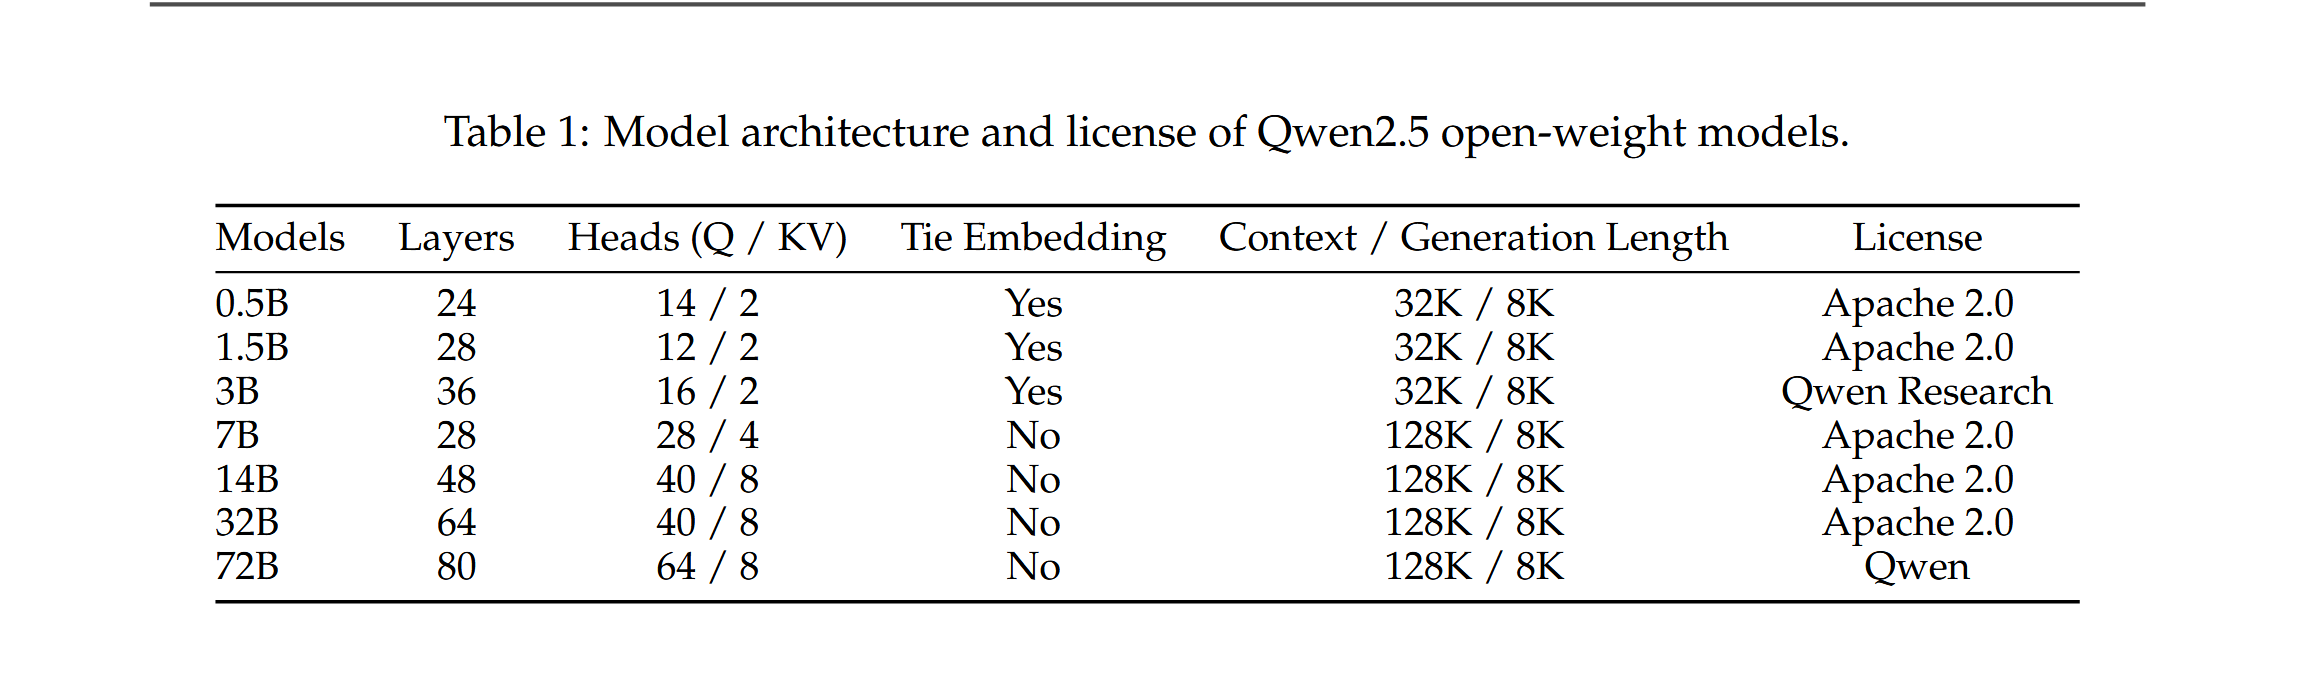 Table 1: Model architecture and license of Qwen2.5 open-weight models.
Models Layers Heads (Q / KV) Tie Embedding Context / Generation Length License
0.5B 24 14 / 2 Yes 32K / 8K Apache 2.0
1.5B 28 12 / 2 Yes 32K / 8K Apache 2.0
3B 36 16 / 2 Yes 32K / 8K Qwen Research
7B 28 28 / 4 No 128K / 8K Apache 2.0
14B 48 40 / 8 No 128K / 8K Apache 2.0
32B 64 40 / 8 No 128K / 8K Apache 2.0
72B 80 64 / 8 No 128K / 8K Qwen